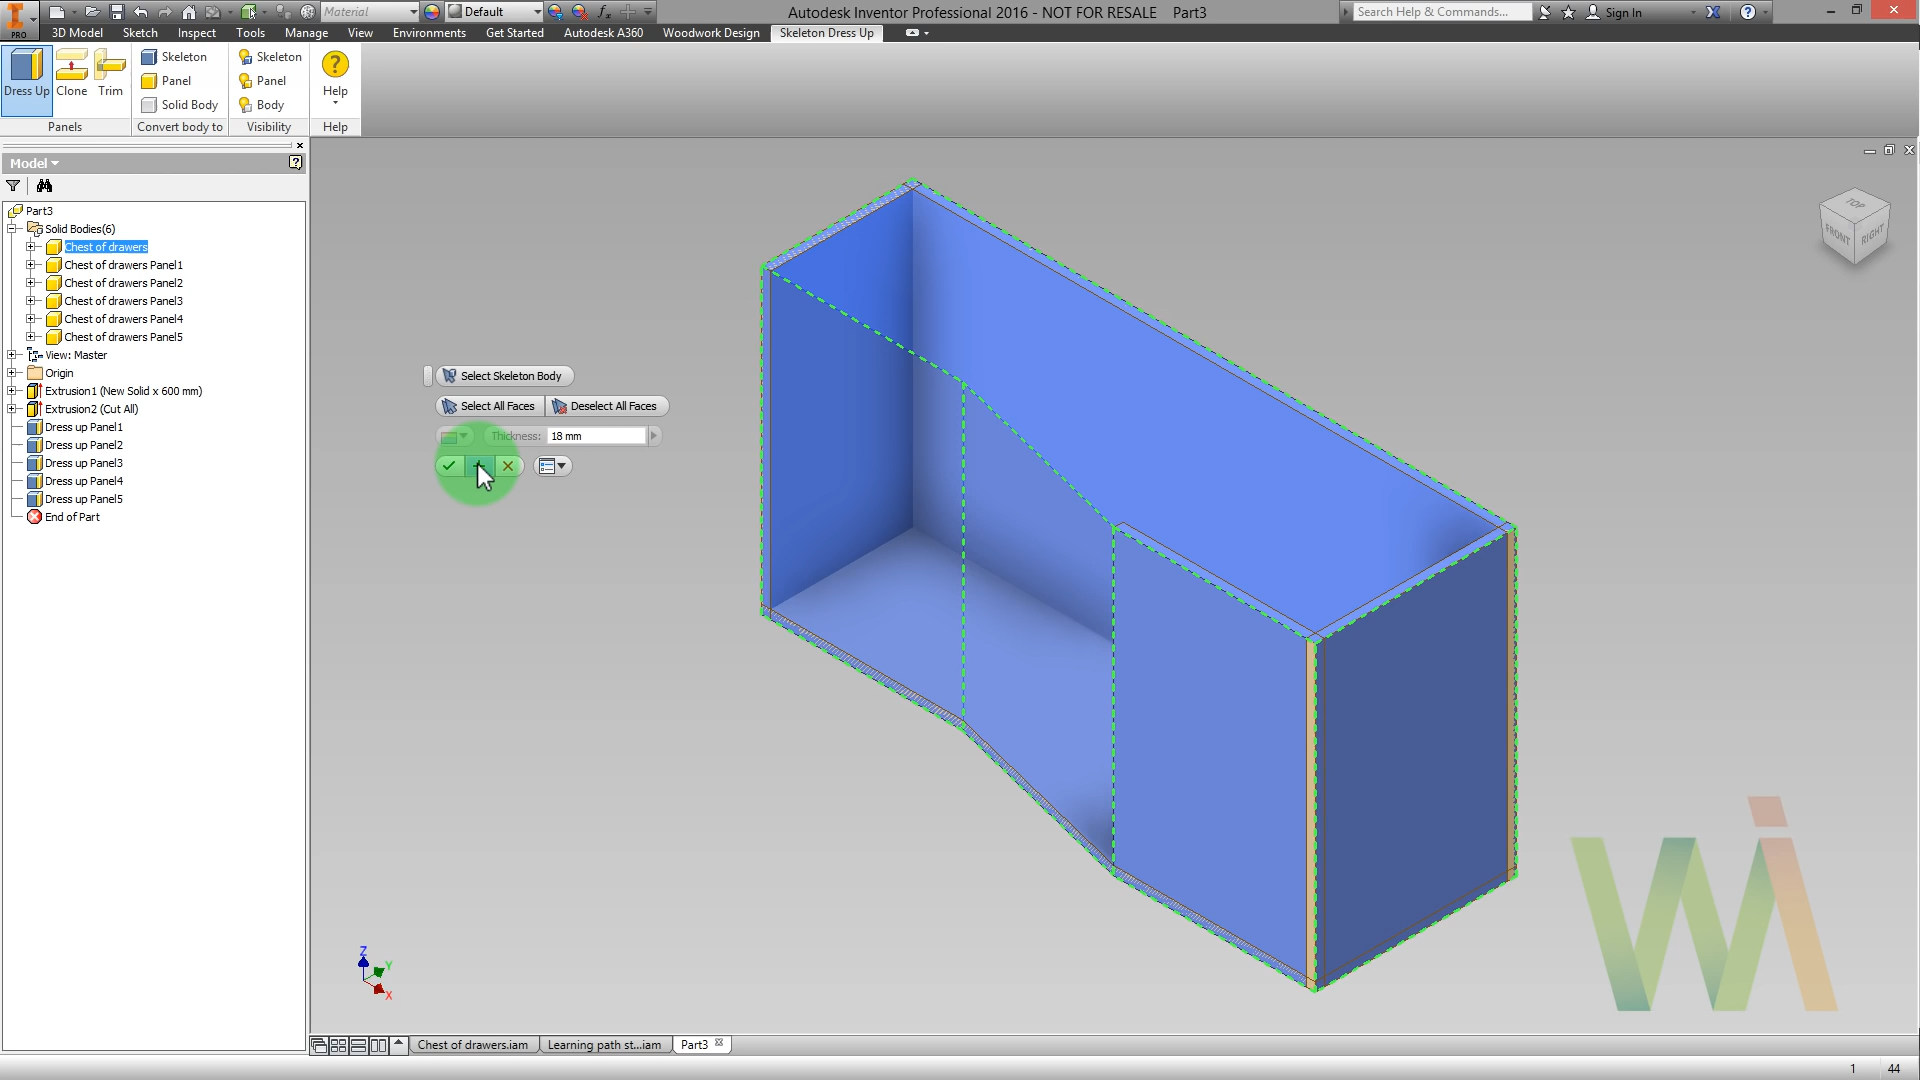 Material
Default
Autodesk Inventor Professional 2016 - NOT FOR RESALE Part3
Search Help & Commands...
Sign In
PRO
3D Model Sketch Inspect Tools Manage View Environments Get Started Autodesk A360 Woodwork Design Skeleton Dress Up
Dress Up Clone Trim
Skeleton
Panel
Solid Body
Skeleton
Panel
Body
Help
Panels Convert body to Visibility Help
Model
Part3
Solid Bodies(6)
Chest of drawers
Chest of drawers Panel1
Chest of drawers Panel2
Chest of drawers Panel3
Chest of drawers Panel4
Chest of drawers Panel5
View: Master
Origin
Extrusion1 (New Solid x 600 mm)
Extrusion2 (Cut All)
Dress up Panel1
Dress up Panel2
Dress up Panel3
Dress up Panel4
Dress up Panel5
End of Part
Select Skeleton Body
Select All Faces Deselect All Faces
Thickness: 18 mm
TOP
FRONT RIGHT
Z
Y
X
Wi
Chest of drawers.iam Learning path st...iam Part3
1 44